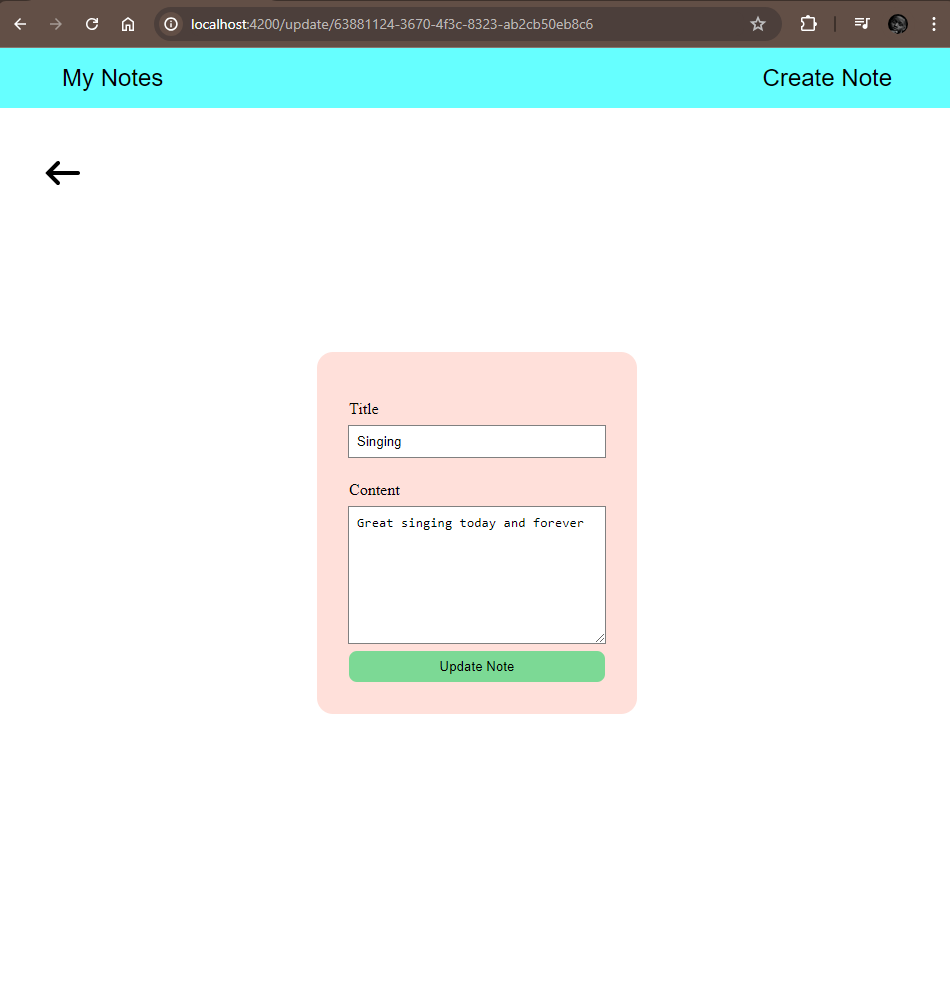 localhost:4200/update/63881124-3670-4f3c-8323-ab2cb50eb8c6
My Notes
Create Note
Title
Singing
Content
Great singing today and forever
Update Note